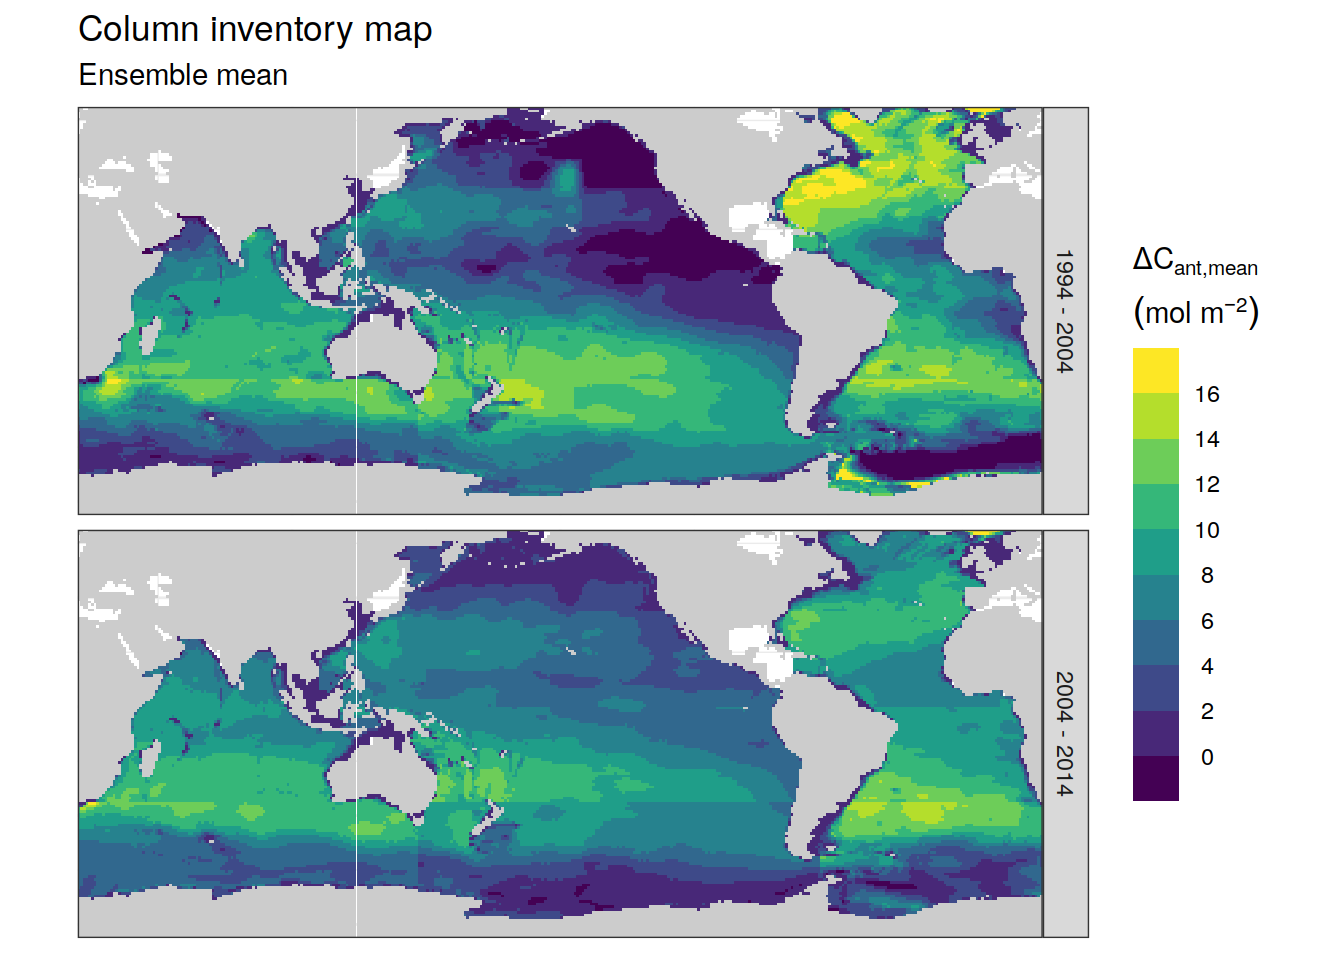 Column inventory map
Ensemble mean
1994 - 2004
2004 - 2014
ΔCant,mean
(mol m−2)
16
14
12
10
8
6
4
2
0